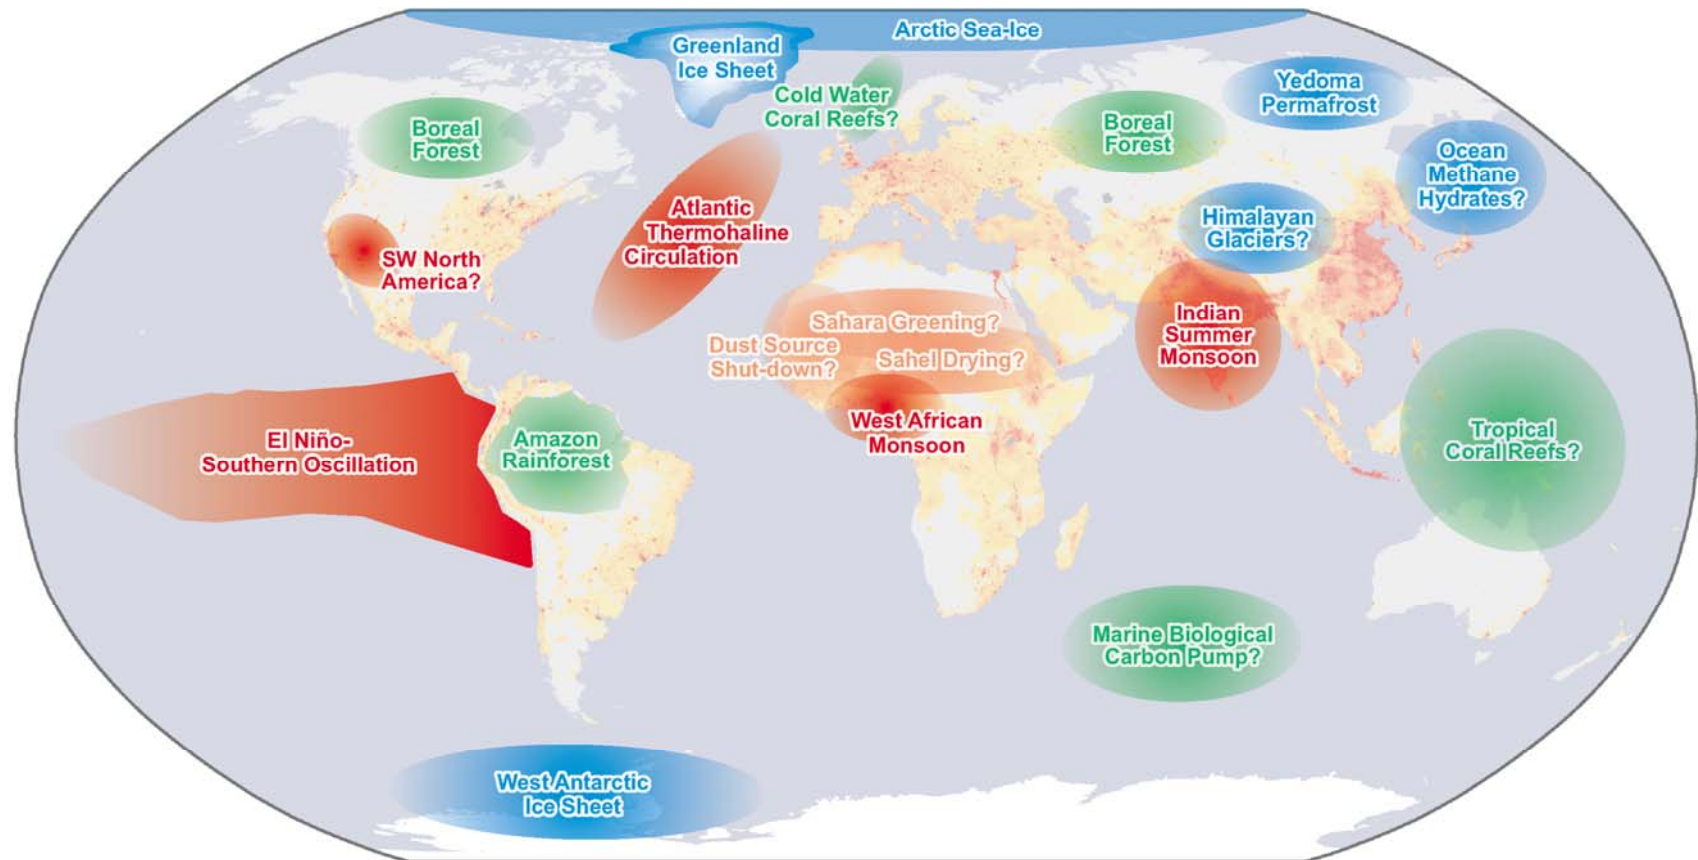 Arctic Sea-Ice
Greenland
Ice Sheet
Cold Water
Coral Reefs?
Yedoma
Permafrost
Boreal
Forest
Boreal
Forest
Ocean
Methane
Hydrates?
Atlantic
Thermohaline
Circulation
Himalayan
Glaciers?
SW North
America?
Indian
Summer
Monsoon
Sahara Greening?
Dust Source
Shut-down?
Sahel Drying?
West African
Monsoon
El Niño-
Southern Oscillation
Amazon
Rainforest
Tropical
Coral Reefs?
Marine Biological
Carbon Pump?
West Antarctic
Ice Sheet